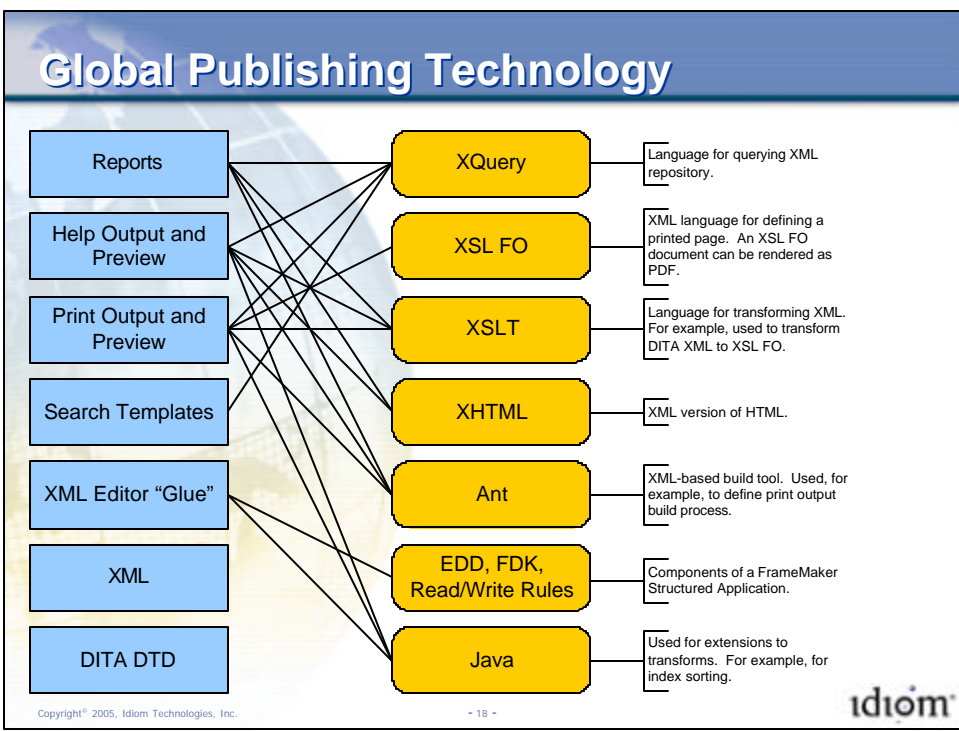 Global Publishing Technology
Reports
XQuery
Language for querying XML
repository.
Help Output and
Preview
XSL FO
XML language for defining a
printed page. An XSL FO
document can be rendered as
PDF.
Print Output and
Preview
XSLT
Language for transforming XML.
For example, used to transform
DITA XML to XSL FO.
Search Templates
XHTML
XML version of HTML.
XML Editor “Glue”
Ant
XML-based build tool. Used, for
example, to define print output
build process.
XML
EDD, FDK,
Read/Write Rules
Components of a FrameMaker
Structured Application.
DITA DTD
Java
Used for extensions to
transforms. For example, for
index sorting.
Copyright© 2005, Idiom Technologies, Inc.
- 18 -
idiom